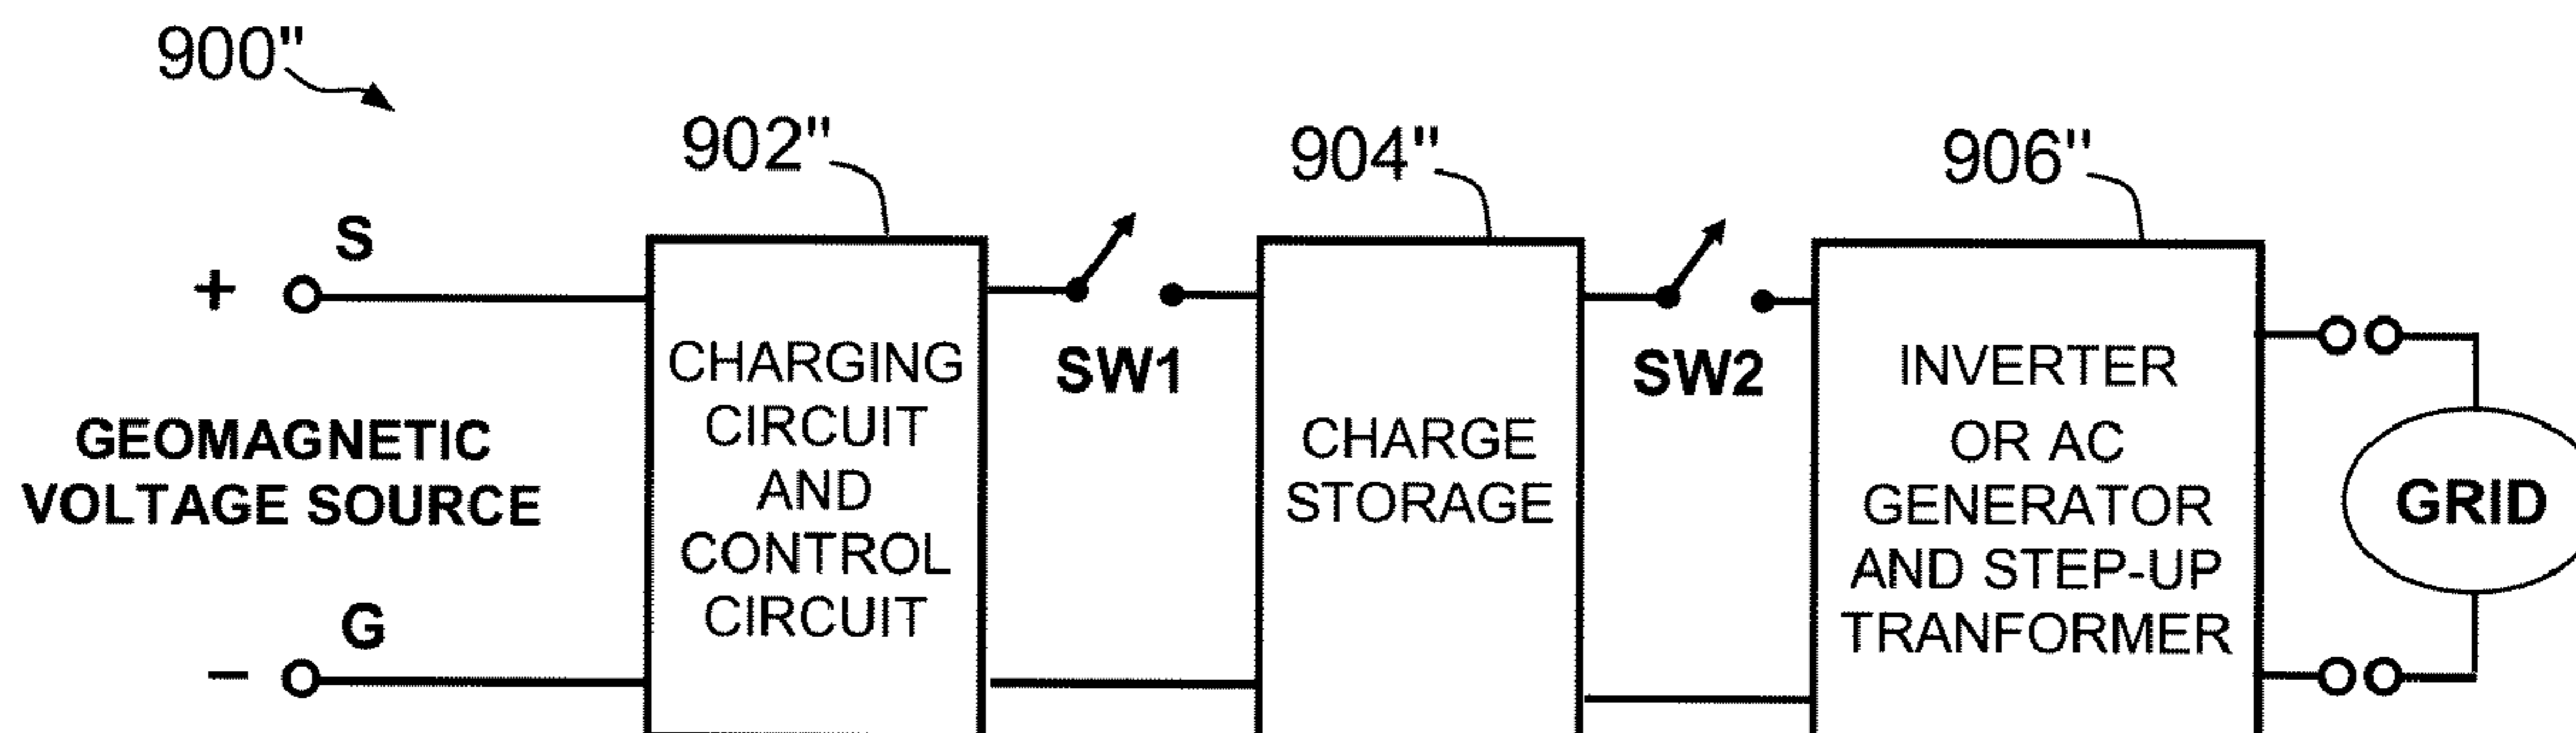 900"
902"
904"
906"
S
+
GEOMAGNETIC
VOLTAGE SOURCE
G
−
CHARGING
CIRCUIT
AND
CONTROL
CIRCUIT
SW1
CHARGE
STORAGE
SW2
INVERTER
OR AC
GENERATOR
AND STEP-UP
TRANFORMER
GRID